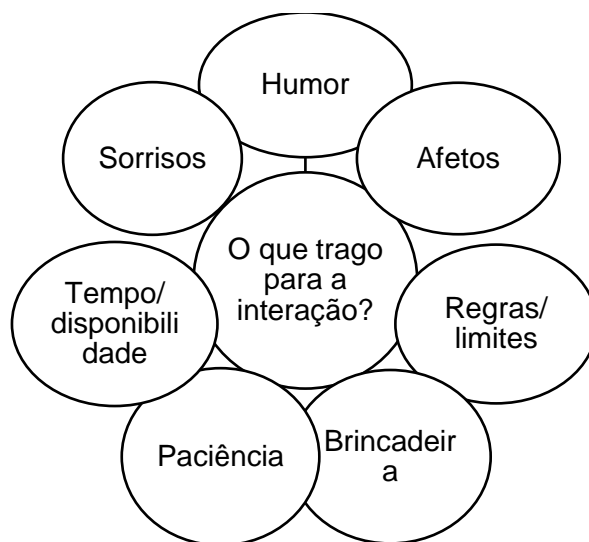 Humor
Sorrisos
Afetos
O que trago
para a
interação?
Tempo/
disponibili
dade
Regras/
limites
Paciência
Brincadeir
a